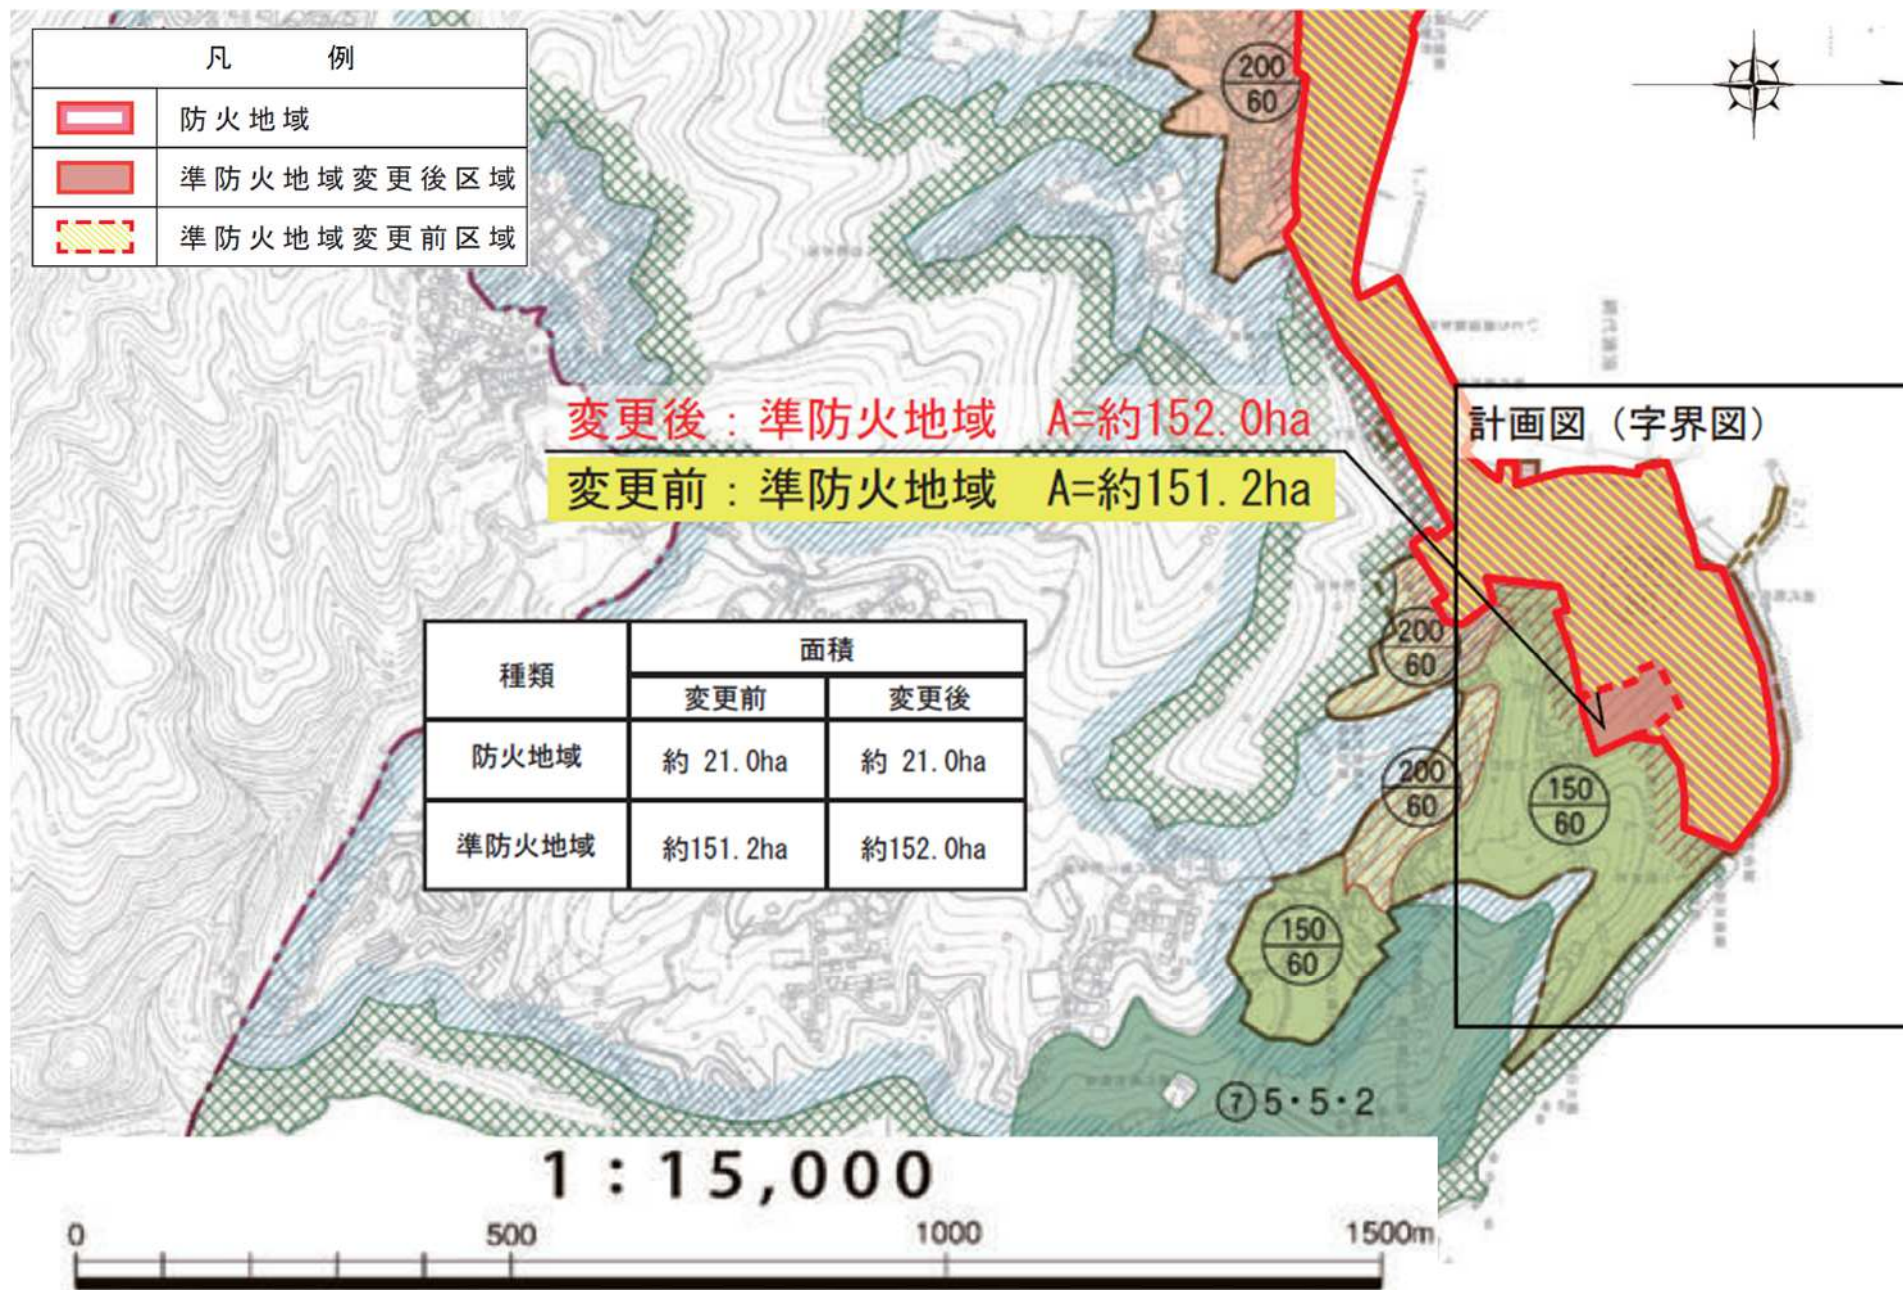 凡例
防火地域
準防火地域変更後区域
準防火地域変更前区域
200
60
変更後：準防火地域 A=約152.0ha
変更前：準防火地域 A=約151.2ha
計画図（字界図）
種類
面積
変更前
変更後
防火地域
約 21.0ha
約 21.0ha
準防火地域
約151.2ha
約152.0ha
200
60
200
60
150
60
150
60
⑦5・5・2
1：15,000
0
500
1000
1500m